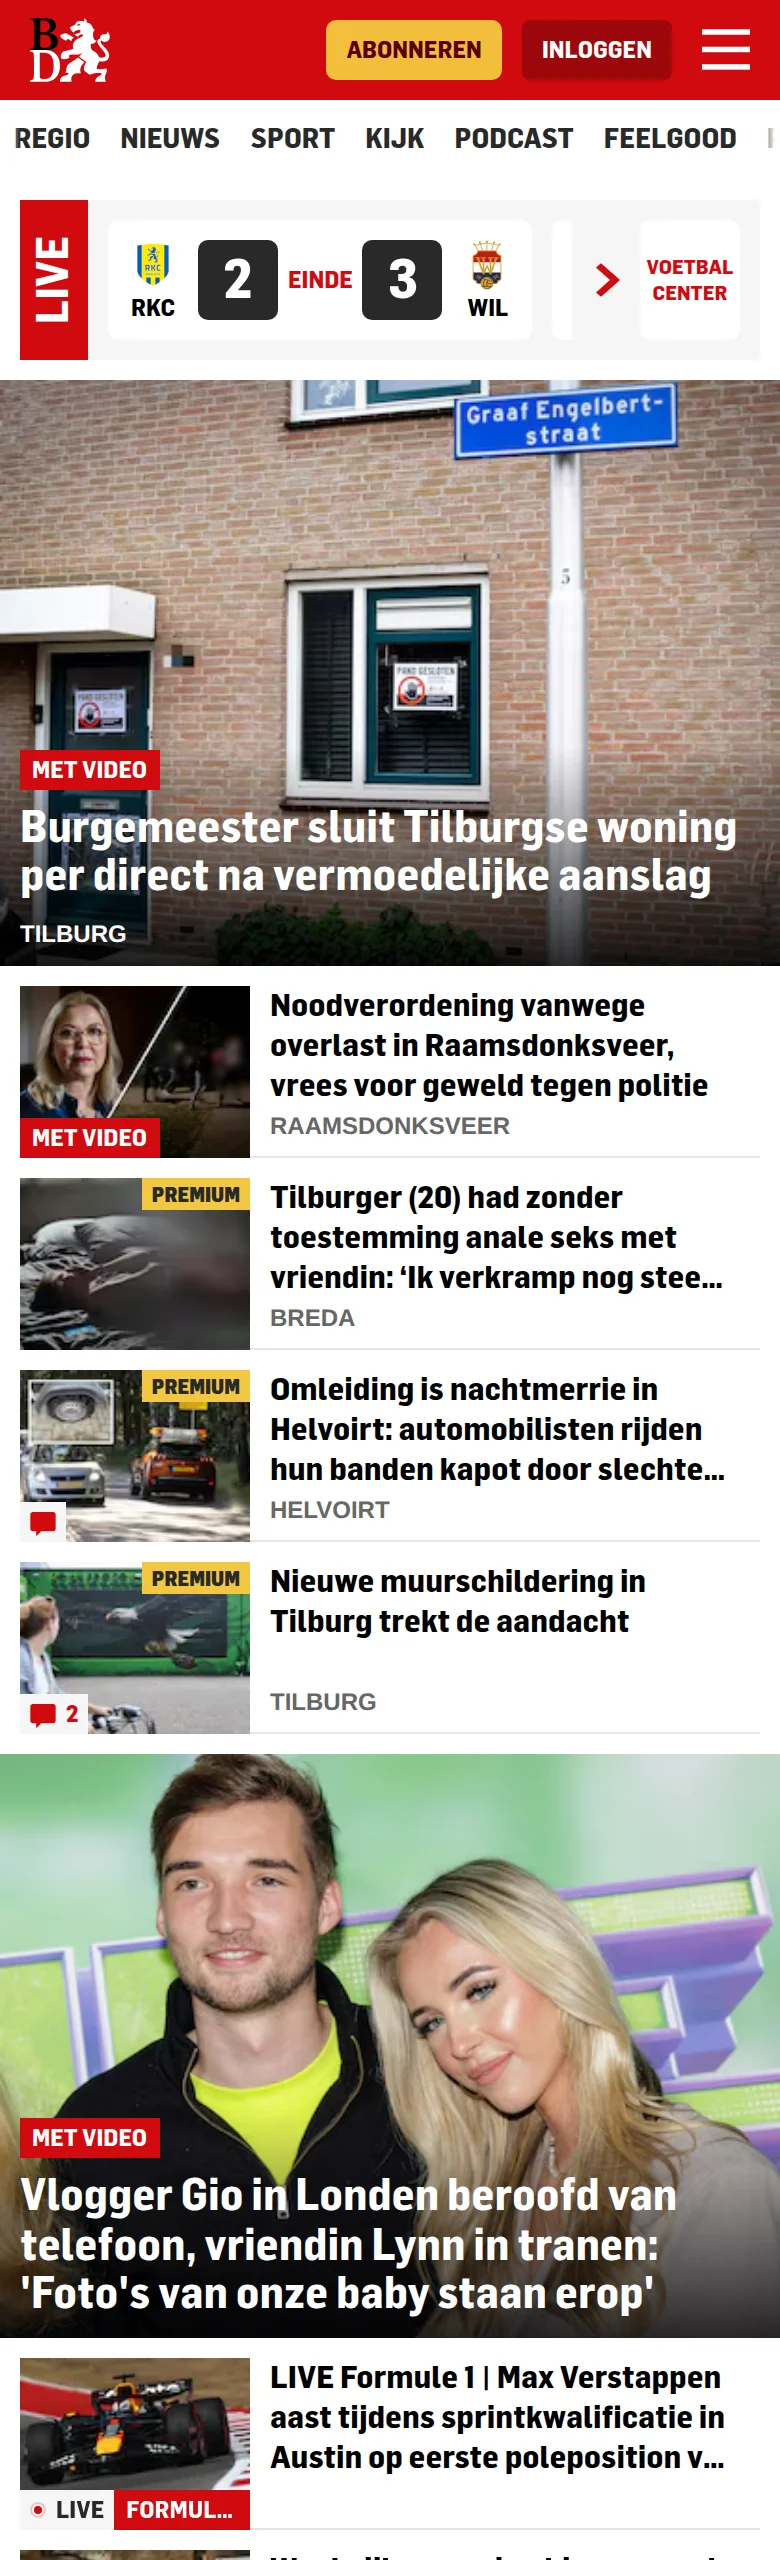 BD
ABONNEREN
INLOGGEN
REGIO NIEUWS SPORT KIJK PODCAST FEELGOOD
LIVE
RKC
2
EINDE
3
WIL
VOETBAL
CENTER
Graaf Engelbert-
straat
5
PAND GESLOTEN
PAND GESLOTEN
MET VIDEO
Burgemeester sluit Tilburgse woning
per direct na vermoedelijke aanslag
TILBURG
MET VIDEO
Noodverordening vanwege
overlast in Raamsdonksveer,
vrees voor geweld tegen politie
RAAMSDONKSVEER
PREMIUM
Tilburger (20) had zonder
toestemming anale seks met
vriendin: ‘Ik verkramp nog stee...
BREDA
PREMIUM
Omleiding is nachtmerrie in
Helvoirt: automobilisten rijden
hun banden kapot door slechte...
HELVOIRT
PREMIUM
2
Nieuwe muurschildering in
Tilburg trekt de aandacht
TILBURG
MET VIDEO
Vlogger Gio in Londen beroofd van
telefoon, vriendin Lynn in tranen:
'Foto's van onze baby staan erop'
LIVE
FORMUL...
LIVE Formule 1 | Max Verstappen
aast tijdens sprintkwalificatie in
Austin op eerste poleposition v...